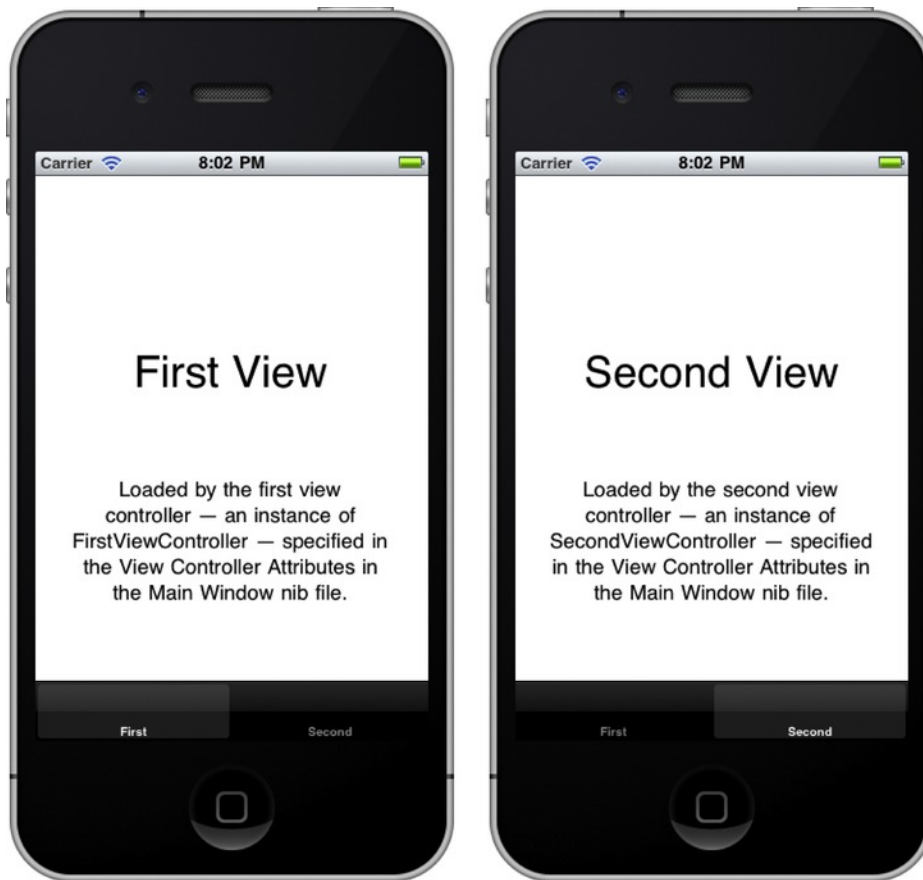 Carrier 8:02 PM
First View
Loaded by the first view
controller — an instance of
FirstViewController — specified in
the View Controller Attributes in
the Main Window nib file.
First Second
Carrier 8:02 PM
Second View
Loaded by the second view
controller — an instance of
SecondViewController — specified
in the View Controller Attributes in
the Main Window nib file.
First Second